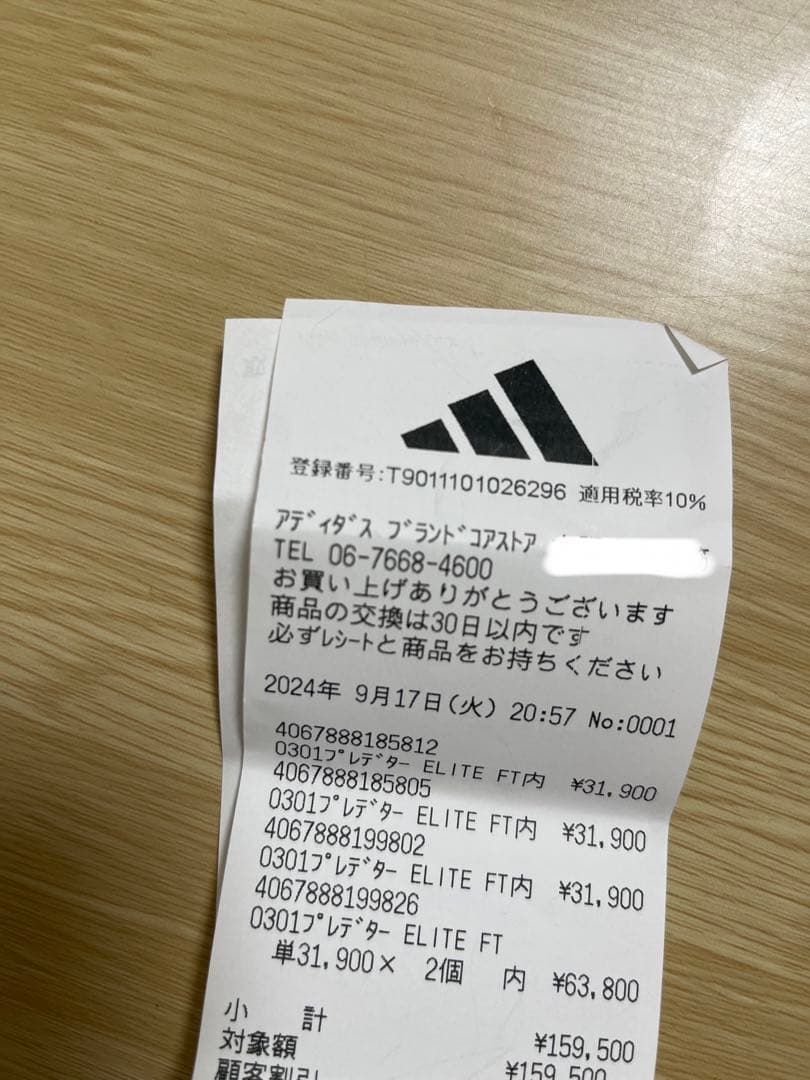 登録番号:T9011101026296 適用税率10%
アディダス ブランドコアストア
TEL 06-7668-4600
お買い上げありがとうございます
商品の交換は30日以内です
必ずレシートと商品をお持ちください
2024年 9月17日(火) 20:57 No:0001
4067888185812
0301プレデター ELITE FT内 ¥31,900
4067888185805
0301プレデター ELITE FT内 ¥31,900
4067888199802
0301プレデター ELITE FT内 ¥31,900
4067888199826
0301プレデター ELITE FT
単31,900× 2個 内 ¥63,800
小 計 ¥159,500
対象額 ¥159,500
顧客割引